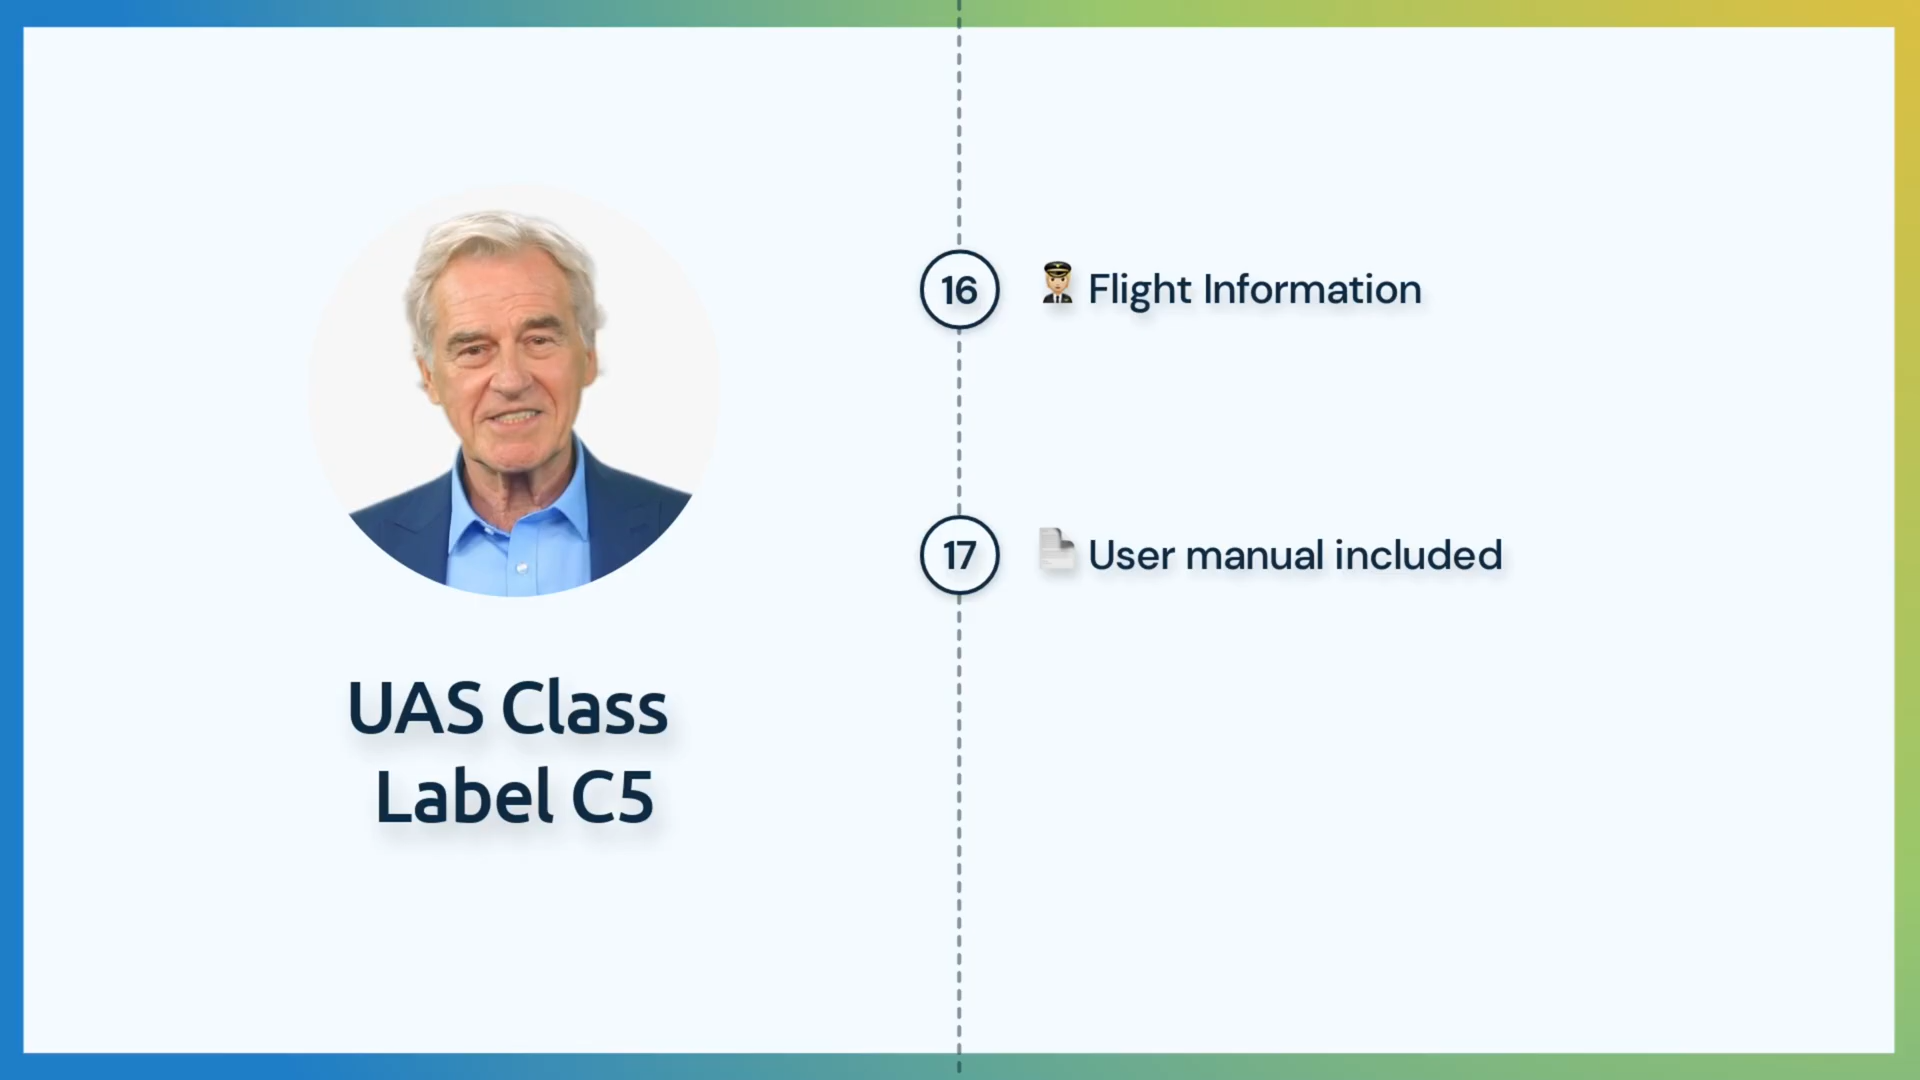 UAS Class
Label C5
16 Flight Information
17 User manual included